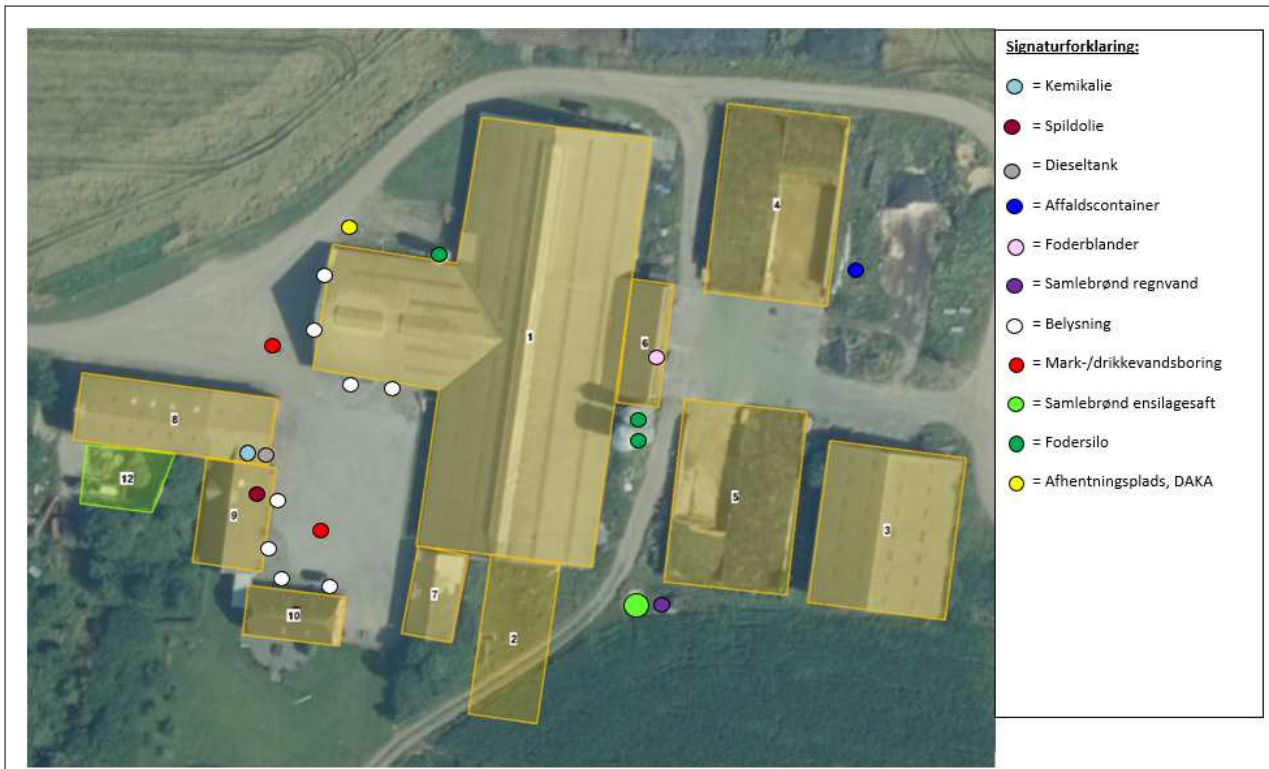 Signaturforklaring:
= Kemikalie
= Spildolie
= Dieseltank
= Affaldscontainer
= Foderblander
= Samlebrønd regnvand
= Belysning
= Mark-/drikkevandsboring
= Samlebrønd ensilagesaft
= Fodersilo
= Afhentningsplads, DAKA
4
1
6
8
12
9
5
3
7
10
2